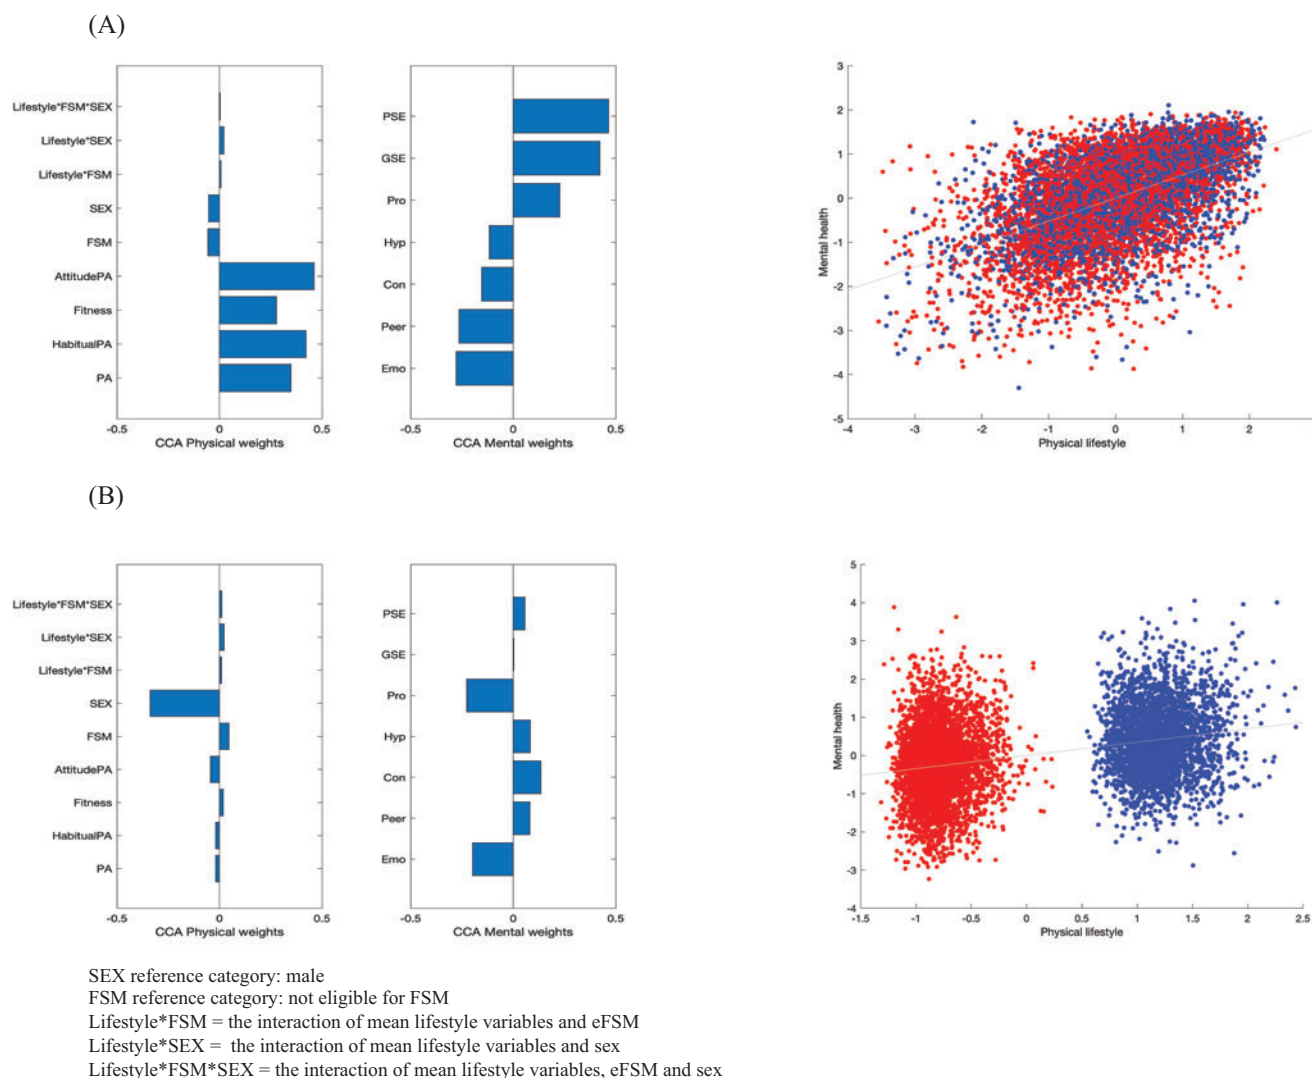 (A)
Lifestyle*FSM*SEX
Lifestyle*SEX
Lifestyle*FSM
SEX
FSM
AttitudePA
Fitness
HabitualPA
PA
-0.5 0 0.5
CCA Physical weights
PSE
GSE
Pro
Hyp
Con
Peer
Emo
-0.5 0 0.5
CCA Mental weights
3
2
1
0
-1
-2
-3
-4
-5
Mental health
-4 -3 -2 -1 0 1 2
Physical lifestyle
(B)
Lifestyle*FSM*SEX
Lifestyle*SEX
Lifestyle*FSM
SEX
FSM
AttitudePA
Fitness
HabitualPA
PA
-0.5 0 0.5
CCA Physical weights
PSE
GSE
Pro
Hyp
Con
Peer
Emo
-0.5 0 0.5
CCA Mental weights
5
4
3
2
1
0
-1
-2
-3
-4
Mental health
-1.5 -1 -0.5 0 0.5 1 1.5 2 2.5
Physical lifestyle
SEX reference category: male
FSM reference category: not eligible for FSM
Lifestyle*FSM = the interaction of mean lifestyle variables and eFSM
Lifestyle*SEX = the interaction of mean lifestyle variables and sex
Lifestyle*FSM*SEX = the interaction of mean lifestyle variables, eFSM and sex